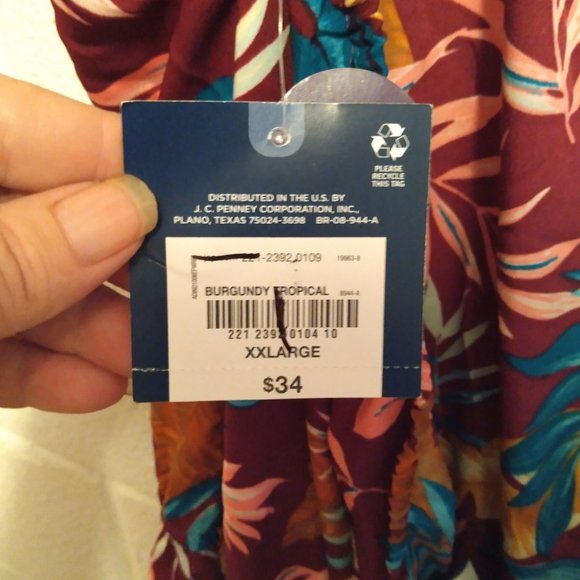 PLEASE
RECYCLE
THIS TAG
DISTRIBUTED IN THE U.S. BY
J. C. PENNEY CORPORATION, INC.,
PLANO, TEXAS 75024-3698 BR-08-944-A
221-2392 0109 19963-8
BURGUNDY TROPICAL 8944-A
221 2392 0104 10
XXLARGE
$34